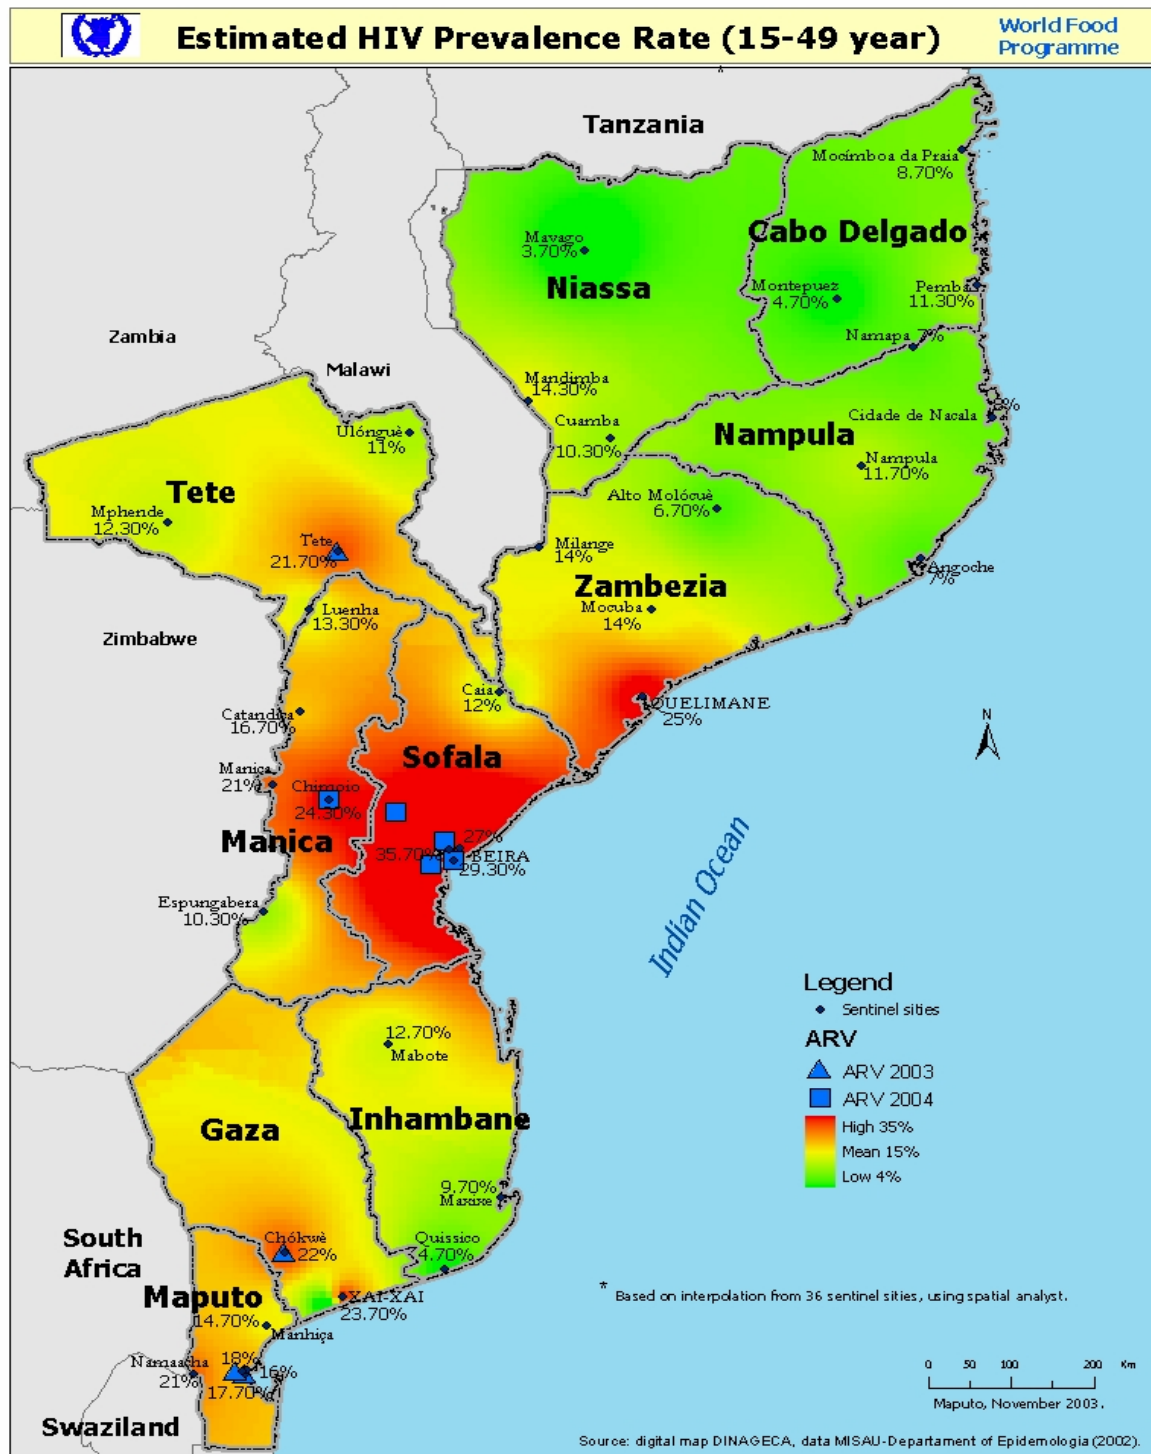 Estimated HIV Prevalence Rate (15-49 year)
World Food
Programme
Tanzania
Mocímboa da Praia
8.70%
Cabo Delgado
Mavago
3.70%
Niassa
Montepuez
4.70%
Pemba
11.30%
Namapa 7%
Zambia
Malawi
Mandimba
14.30%
Cuamba
10.30%
Cidade de Nacala
Nampula
Nampula
11.70%
Ulónguè
11%
Tete
Mphende
12.30%
Alto Molócuè
6.70%
Tete
21.70%
Milange
14%
Angoche
7%
Zambezia
Mocuba
14%
Luenha
13.30%
Zimbabwe
Caia
12%
QUELIMANE
25%
Catandica
16.70%
N
Sofala
Manica
21%
Chimoio
24.30%
Manica
27%
35.70%
BEIRA
29.30%
Espungabera
10.30%
Indian Ocean
Legend
Sentinel sities
ARV
ARV 2003
ARV 2004
High 35%
Mean 15%
Low 4%
12.70%
Mabote
Gaza
Inhambane
9.70%
Maxixe
South
Africa
Chókwè
22%
Quissico
4.70%
Maputo
XAI-XAI
23.70%
14.70%
Manhiça
* Based on interpolation from 36 sentinel sities, using spatial analyst.
Namaacha
21%
18%
16%
17.70%
0 50 100 200 Km
Maputo, November 2003.
Swaziland
Source: digital map DINAGECA, data MISAU-Departament of Epidemologia (2002).